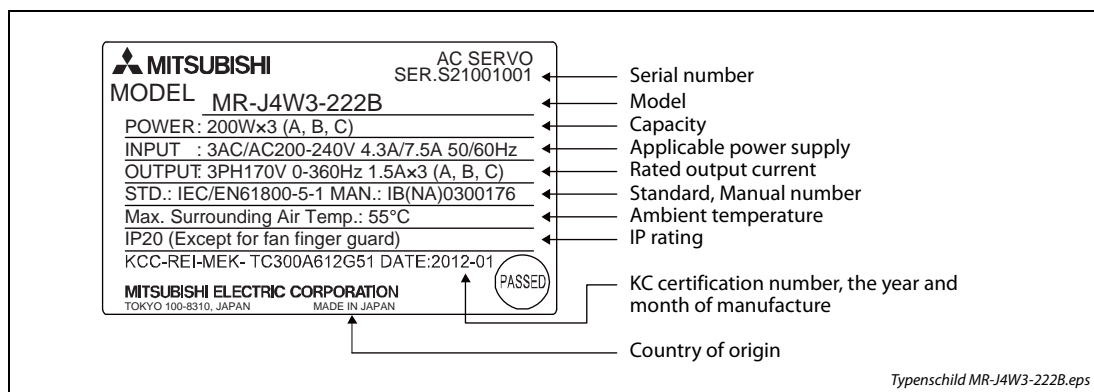 MITSUBISHI
AC SERVO
SER.S21001001
Serial number
MODEL MR-J4W3-222B
Model
POWER: 200W×3 (A, B, C)
Capacity
INPUT : 3AC/AC200-240V 4.3A/7.5A 50/60Hz
Applicable power supply
OUTPUT: 3PH170V 0-360Hz 1.5A×3 (A, B, C)
Rated output current
STD.: IEC/EN61800-5-1 MAN.: IB(NA)0300176
Standard, Manual number
Max. Surrounding Air Temp.: 55°C
Ambient temperature
IP20 (Except for fan finger guard)
IP rating
KCC-REI-MEK- TC300A612G51 DATE:2012-01
PASSED
KC certification number, the year and
month of manufacture
MITSUBISHI ELECTRIC CORPORATION
TOKYO 100-8310, JAPAN MADE IN JAPAN
Country of origin
Typenschild MR-J4W3-222B.eps